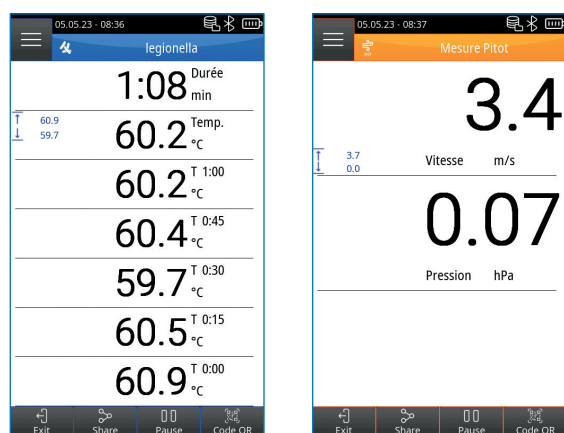 05.05.23 - 08:36
legionella
1:08 Durée min
60.9
59.7
60.2 Temp. °C
60.2 T 1:00 °C
60.4 T 0:45 °C
59.7 T 0:30 °C
60.5 T 0:15 °C
60.9 T 0:00 °C
Exit Share Pause Code QR
05.05.23 - 08:37
Mesure Pitot
3.4
3.7
0.0
Vitesse m/s
0.07
Pression hPa
Exit Share Pause Code QR